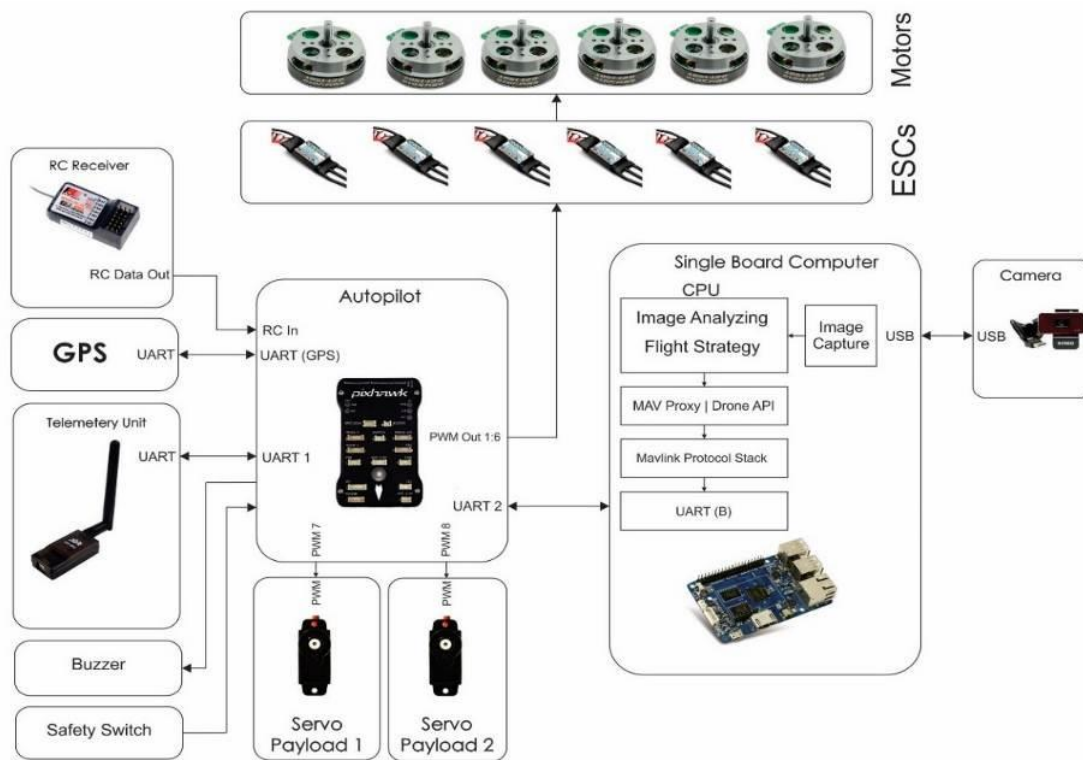 Motors
ESCs
RC Receiver
RC Data Out
GPS
UART
Telemetery Unit
UART
Buzzer
Safety Switch
Autopilot
RC In
UART (GPS)
pixhawk
PWM Out 1:6
UART 1
UART 2
PWM 7
PWM 8
PWM
PWM
Servo
Payload 1
Servo
Payload 2
Single Board Computer
CPU
Image Analyzing
Flight Strategy
Image
Capture
USB
MAV Proxy | Drone API
Mavlink Protocol Stack
UART (B)
Camera
USB